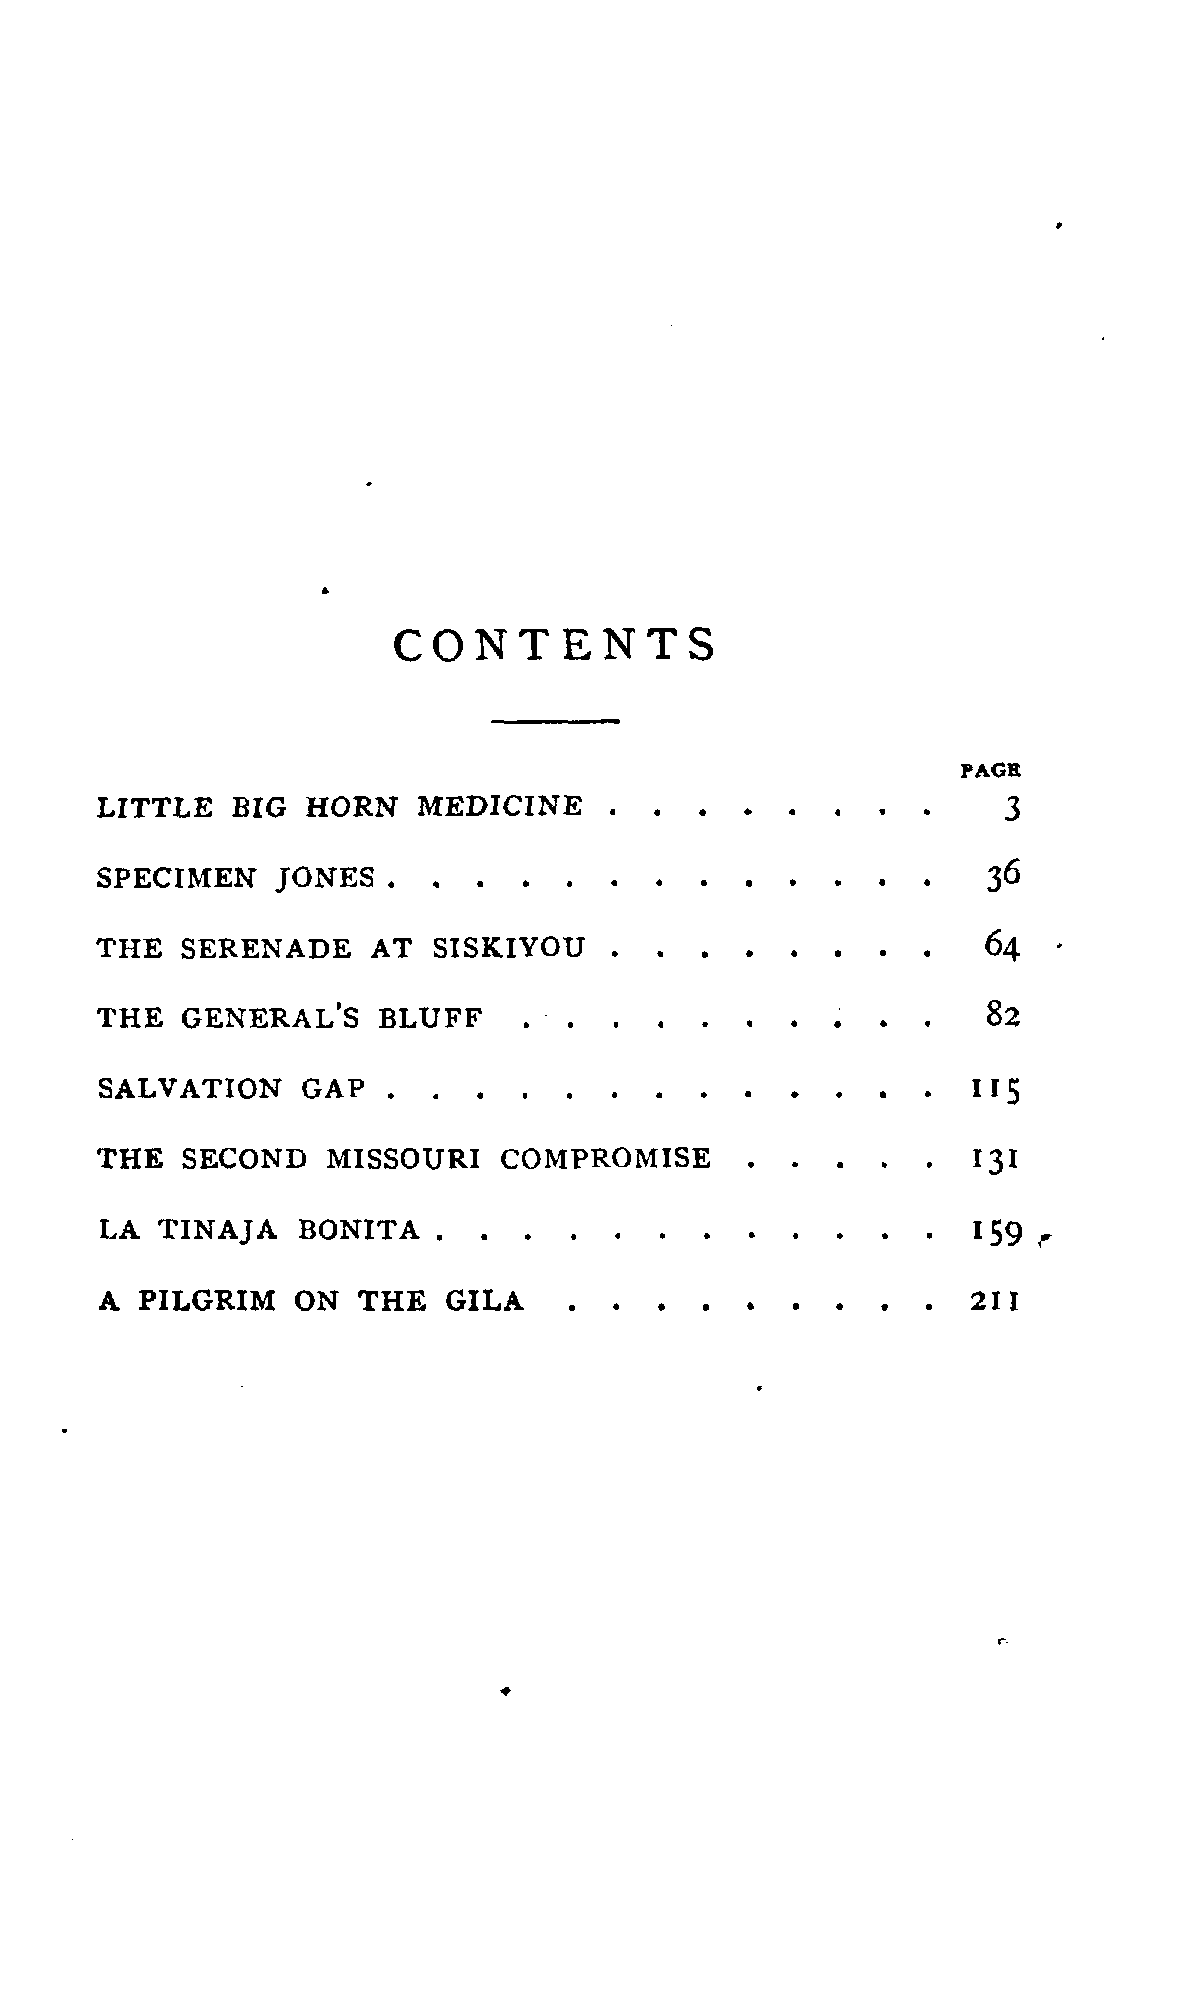 CONTENTS
PAGE
LITTLE BIG HORN MEDICINE . . . . . . . . 3
SPECIMEN JONES . . . . . . . . . . . . . 36
THE SERENADE AT SISKIYOU . . . . . . . . 64
THE GENERAL'S BLUFF . . . . . . . . . . 82
SALVATION GAP . . . . . . . . . . . . . 115
THE SECOND MISSOURI COMPROMISE . . . . . 131
LA TINAJA BONITA . . . . . . . . . . . . 159
A PILGRIM ON THE GILA . . . . . . . . . 211